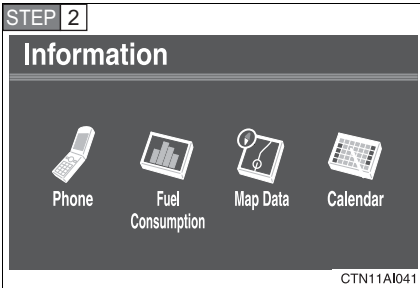 STEP 2
Information
Phone
Fuel
Consumption
Map Data
Calendar
CTN11AI041